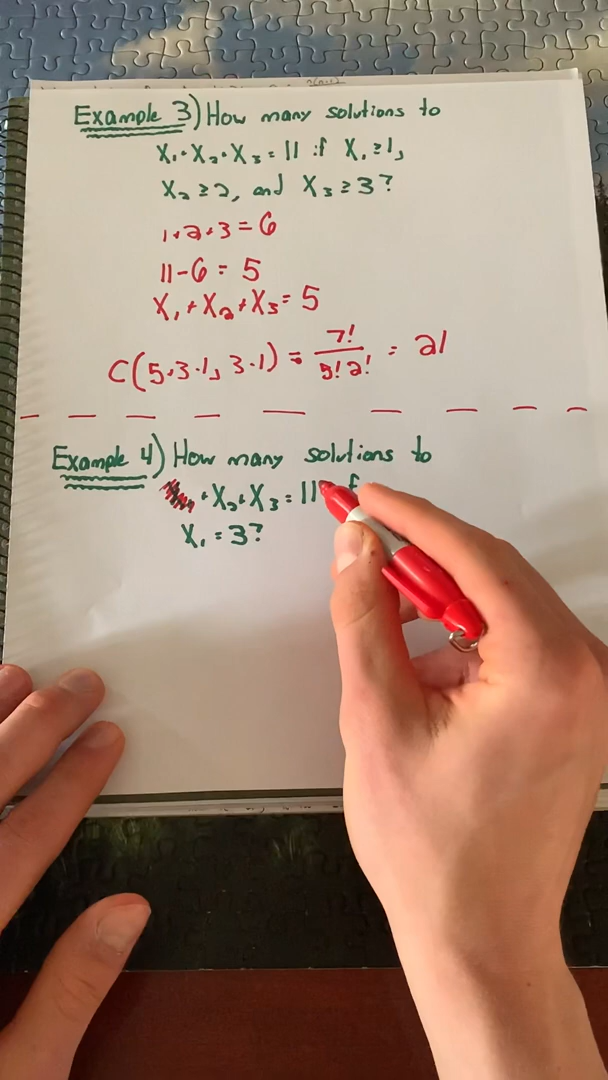 Example 3) How many solutions to
X₁+X₂+X₃=11 if X₁≥1,
X₂≥2, and X₃≥3?
1+2+3=6
11-6=5
X₁+X₂+X₃=5
C(5+3-1, 3-1) = 7!/5!2! = 21
Example 4) How many solutions to
+X₂+X₃=11
X₁=3?